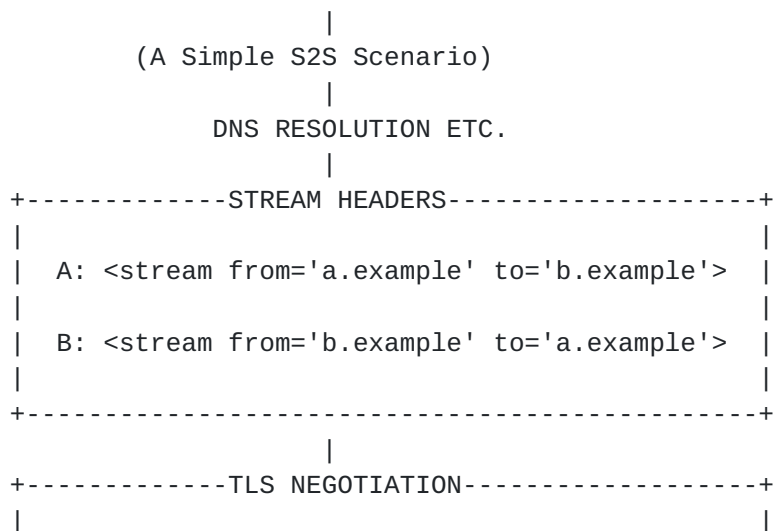 |
(A Simple S2S Scenario)
|
DNS RESOLUTION ETC.
|
+-------------STREAM HEADERS--------------------+
|                                               |
|  A: <stream from='a.example' to='b.example'>  |
|                                               |
|  B: <stream from='b.example' to='a.example'>  |
|                                               |
+-----------------------------------------------+
|
+-------------TLS NEGOTIATION-------------------+
|                                               |